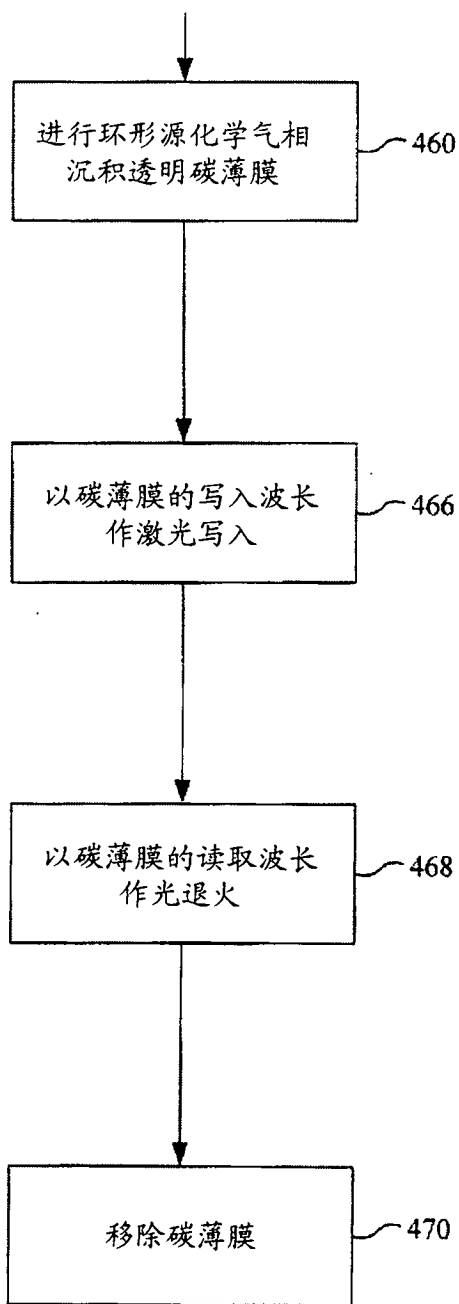 进行环形源化学气相
沉积透明碳薄膜
460
以碳薄膜的写入波长
作激光写入
466
以碳薄膜的读取波长
作光退火
468
移除碳薄膜
470